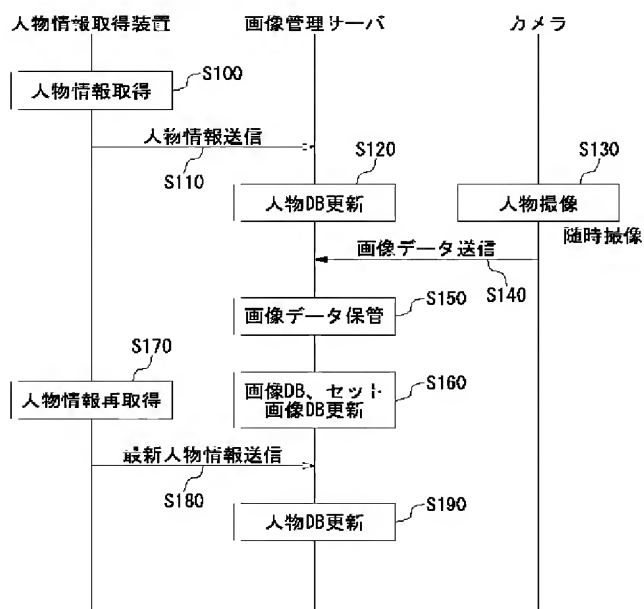 人物情報取得装置
画像管理サーバ
カメラ
S100
人物情報取得
人物情報送信
S110
S120
S130
人物DB更新
人物撮像
随時撮像
画像データ送信
S140
S150
画像データ保管
S170
S160
人物情報再取得
画像DB、セット
画像DB更新
最新人物情報送信
S180
S190
人物DB更新